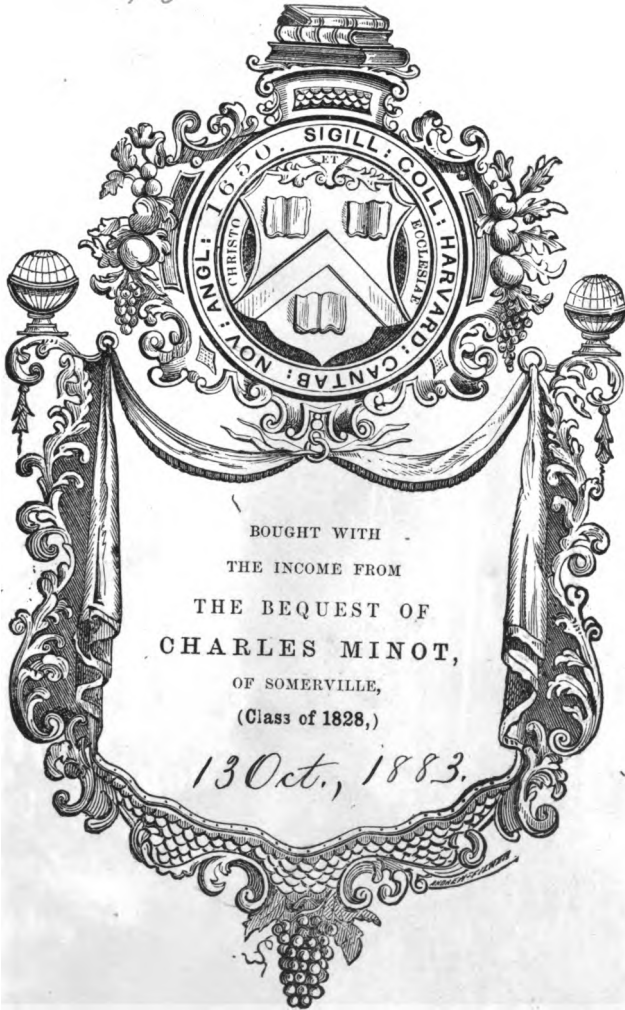 SIGILL: COLL: HARVARD: CANTAB: NOV: ANGL: 1650.
CHRISTO ET ECCLESIAE
BOUGHT WITH
THE INCOME FROM
THE BEQUEST OF
CHARLES MINOT,
OF SOMERVILLE,
(Class of 1828,)
13 Oct., 1883.